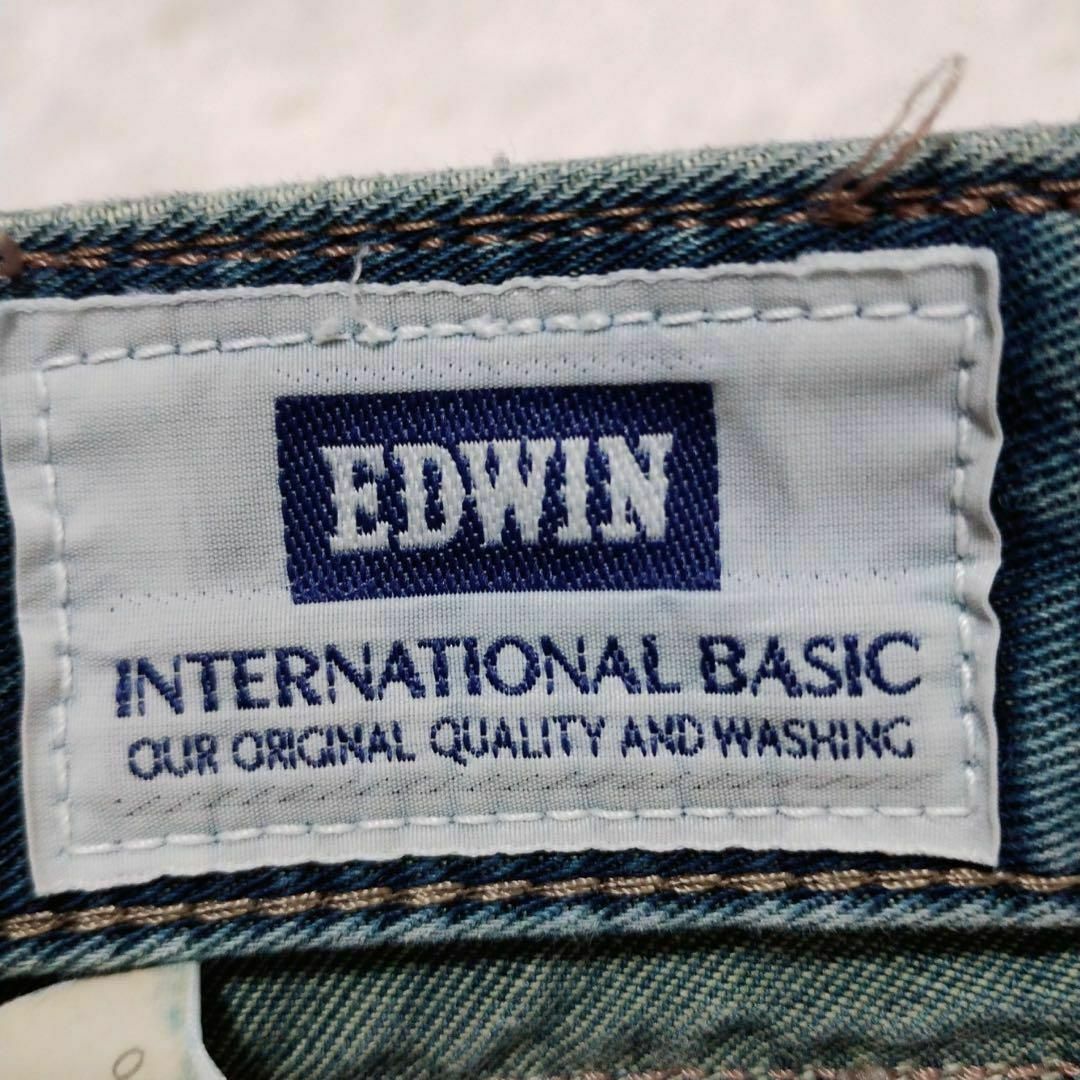 EDWIN
INTERNATIONAL BASIC
OUR ORIGINAL QUALITY AND WASHING